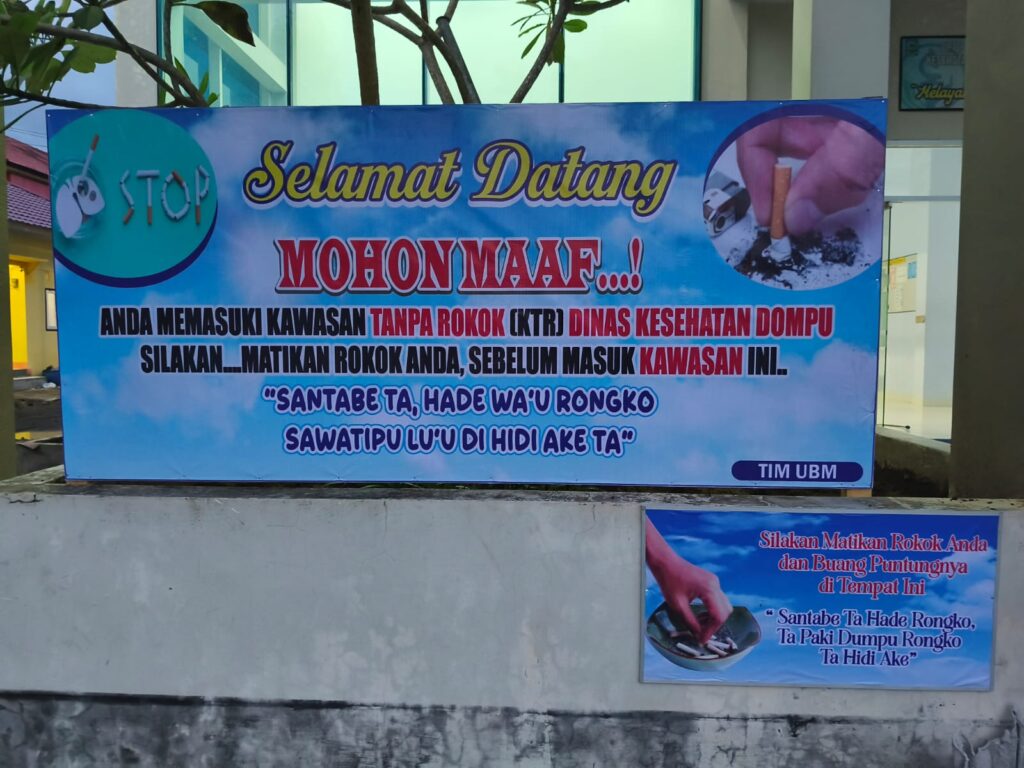 STOP
Selamat Datang
MOHON MAAF...!
ANDA MEMASUKI KAWASAN TANPA ROKOK (KTR) DINAS KESEHATAN DOMPU
SILAKAN....MATIKAN ROKOK ANDA, SEBELUM MASUK KAWASAN INI..
"SANTABE TA, HADE WA'U RONGKO
SAWATIPU LU'U DI HIDI AKE TA"
TIM UBM
Silakan Matikan Rokok Anda
dan Buang Puntungnya
di Tempat Ini
"Santabe Ta Hade Rongko,
Ta Paki Dumpu Rongko
Ta Hidi Ake"